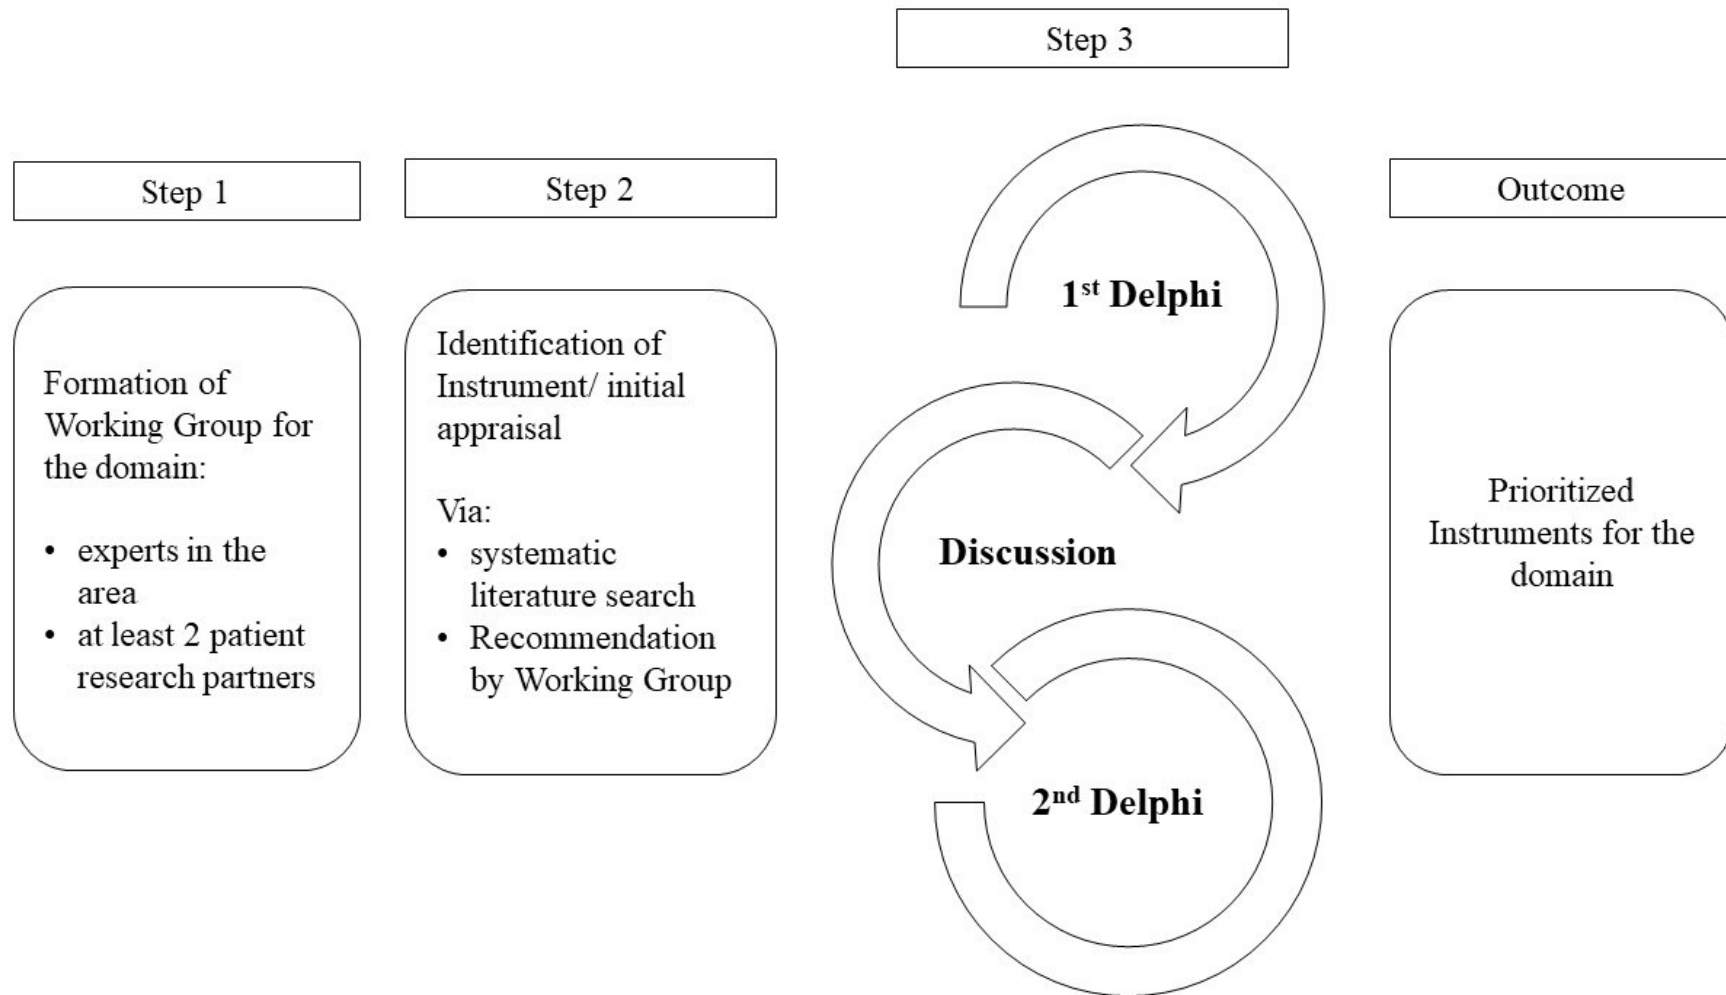 Step 1
Formation of
Working Group for
the domain:
• experts in the
area
• at least 2 patient
research partners
Step 2
Identification of
Instrument/ initial
appraisal
Via:
• systematic
literature search
• Recommendation
by Working Group
Step 3
1st Delphi
Discussion
2nd Delphi
Outcome
Prioritized
Instruments for the
domain